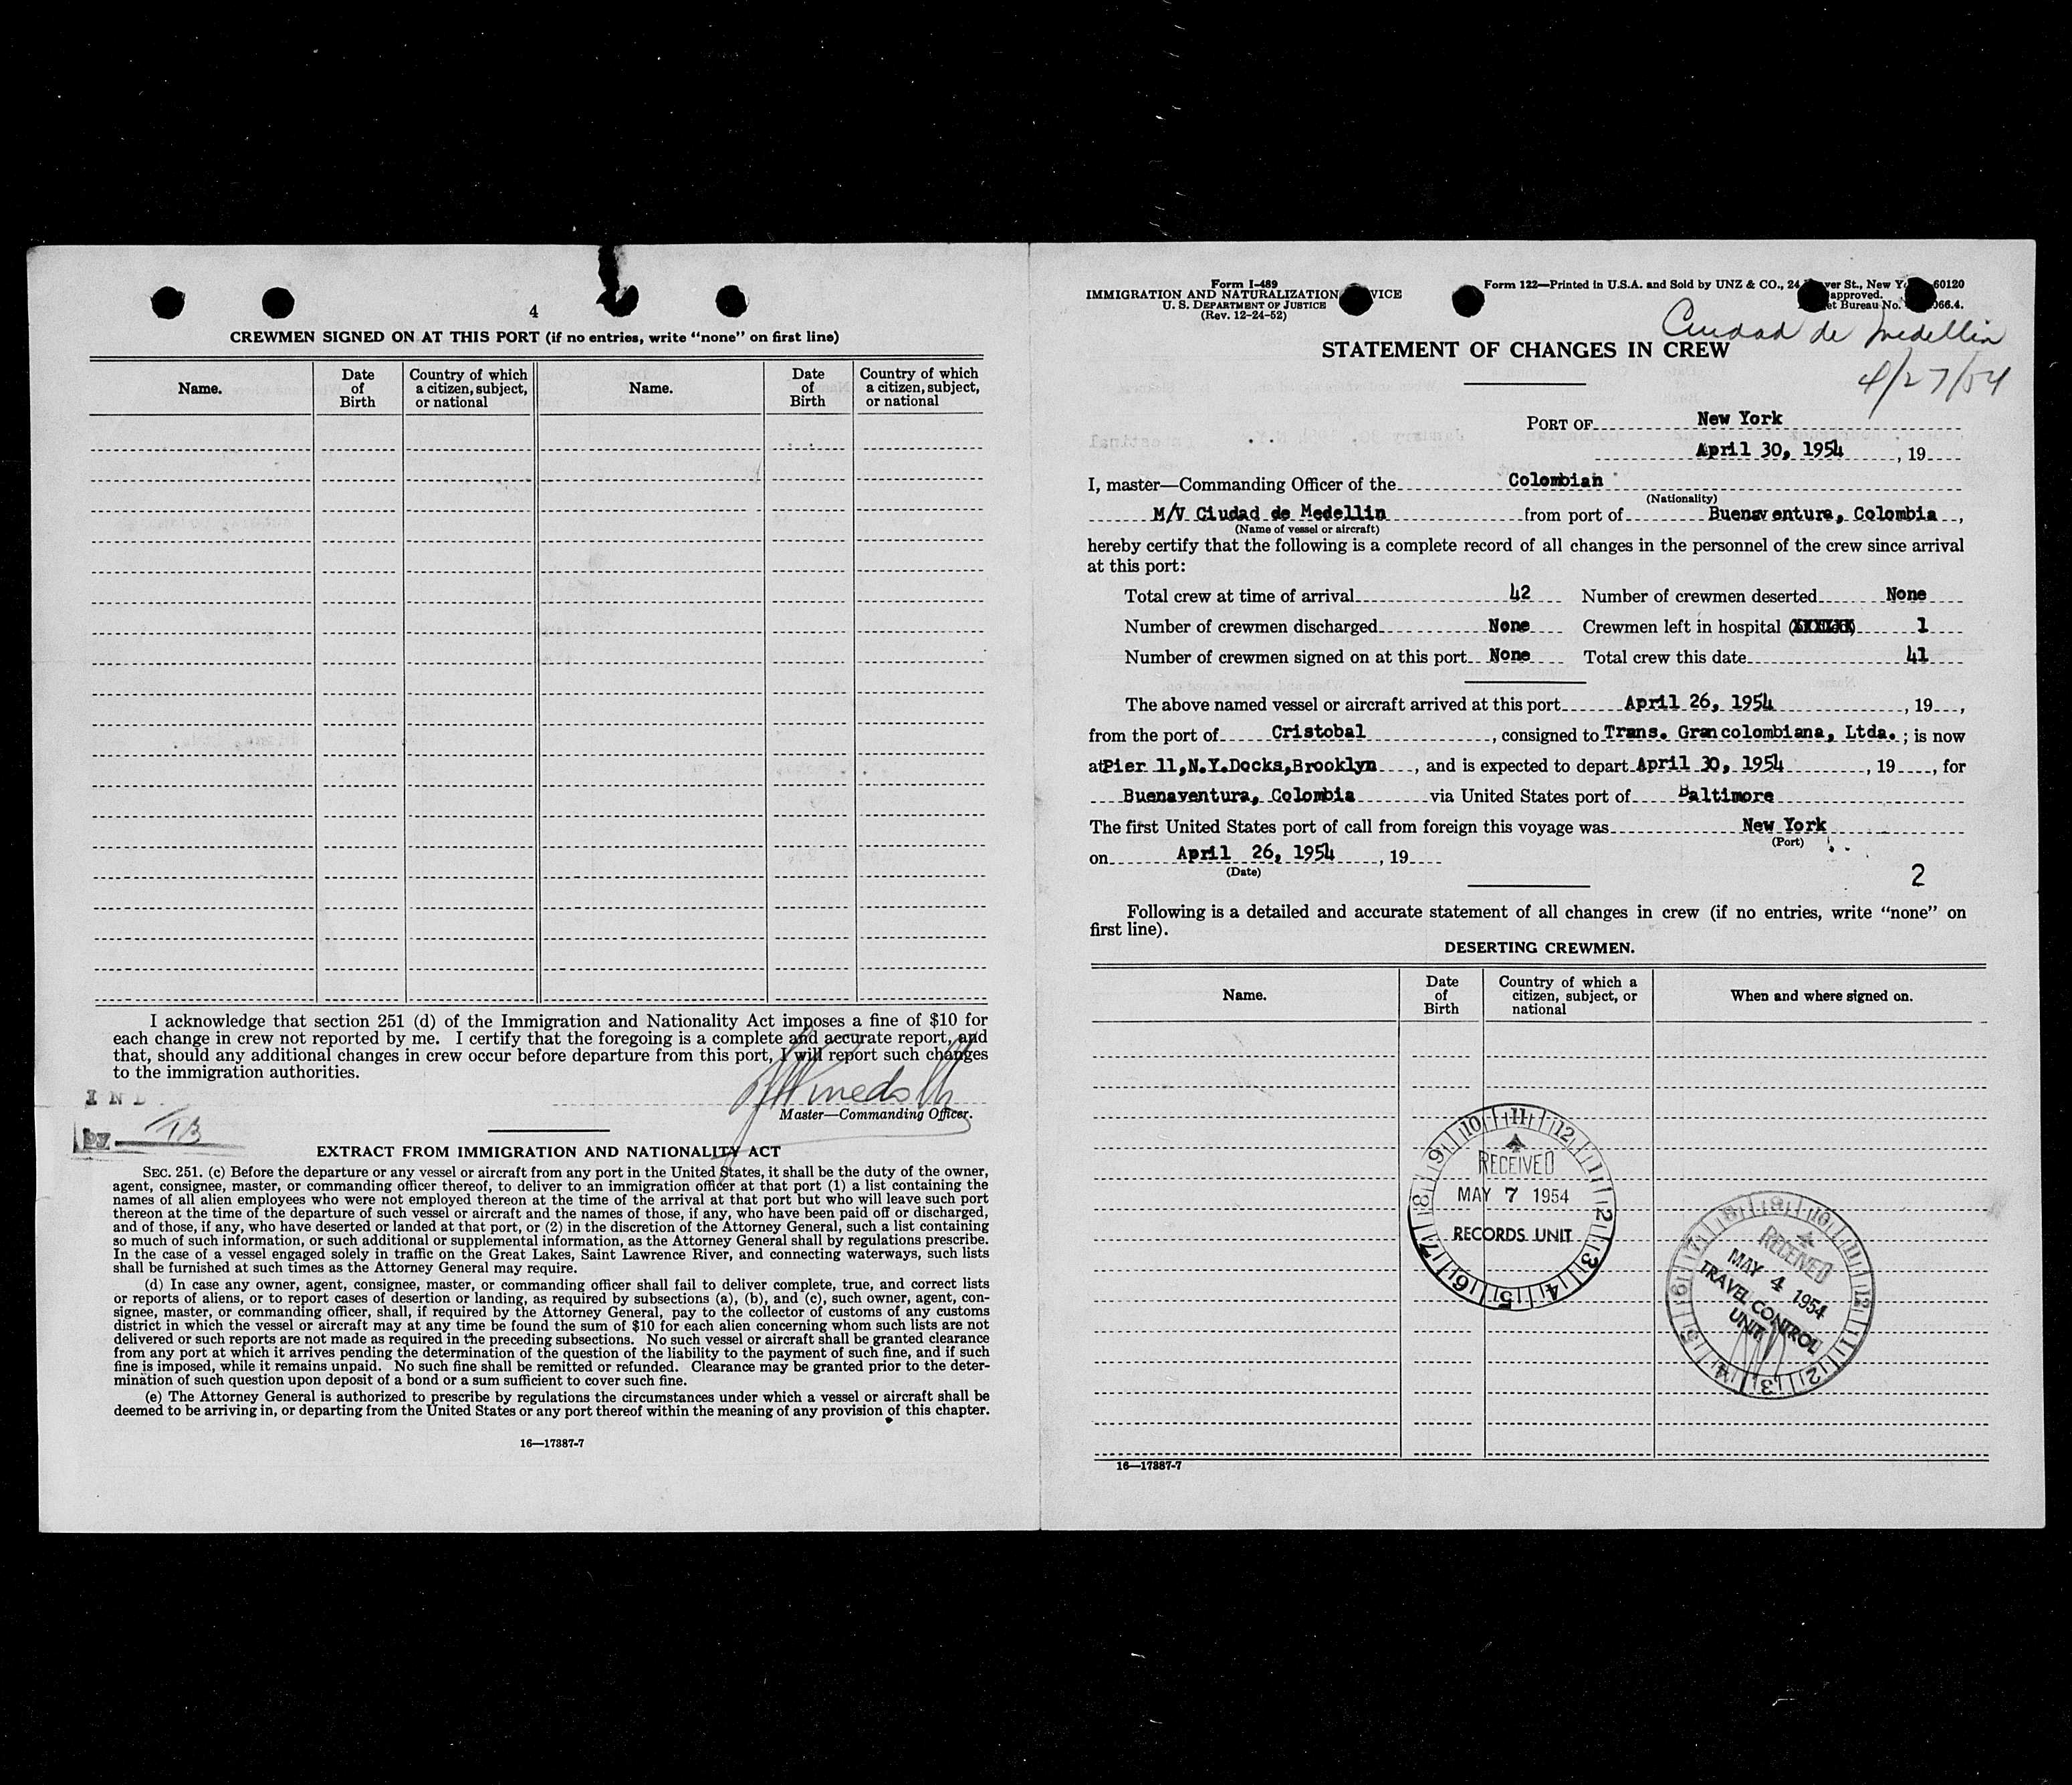 4
CREWMEN SIGNED ON AT THIS PORT (if no entries, write “none” on first line)
Name. Date of Birth Country of which a citizen, subject, or national Name. Date of Birth Country of which a citizen, subject, or national
I acknowledge that section 251 (d) of the Immigration and Nationality Act imposes a fine of $10 for
each change in crew not reported by me. I certify that the foregoing is a complete and accurate report, and
that, should any additional changes in crew occur before departure from this port, I will report such changes
to the immigration authorities.
by
Master—Commanding Officer.
EXTRACT FROM IMMIGRATION AND NATIONALITY ACT
SEC. 251. (c) Before the departure or any vessel or aircraft from any port in the United States, it shall be the duty of the owner,
agent, consignee, master, or commanding officer thereof, to deliver to an immigration officer at that port (1) a list containing the
names of all alien employees who were not employed thereon at the time of the arrival at that port but who will leave such port
thereon at the time of the departure of such vessel or aircraft and the names of those, if any, who have been paid off or discharged,
and of those, if any, who have deserted or landed at that port, or (2) in the discretion of the Attorney General, such a list containing
so much of such information, or such additional or supplemental information, as the Attorney General shall by regulations prescribe.
In the case of a vessel engaged solely in traffic on the Great Lakes, Saint Lawrence River, and connecting waterways, such lists
shall be furnished at such times as the Attorney General may require.
(d) In case any owner, agent, consignee, master, or commanding officer shall fail to deliver complete, true, and correct lists
or reports of aliens, or to report cases of desertion or landing, as required by subsections (a), (b), and (c), such owner, agent, con-
signee, master, or commanding officer, shall, if required by the Attorney General, pay to the collector of customs of any customs
district in which the vessel or aircraft may at any time be found the sum of $10 for each alien concerning whom such lists are not
delivered or such reports are not made as required in the preceding subsections. No such vessel or aircraft shall be granted clearance
from any port at which it arrives pending the determination of the question of the liability to the payment of such fine, and if such
fine is imposed, while it remains unpaid. No such fine shall be remitted or refunded. Clearance may be granted prior to the deter-
mination of such question upon deposit of a bond or a sum sufficient to cover such fine.
(e) The Attorney General is authorized to prescribe by regulations the circumstances under which a vessel or aircraft shall be
deemed to be arriving in, or departing from the United States or any port thereof within the meaning of any provision of this chapter.
16—17387-7
Form I-489
IMMIGRATION AND NATURALIZATION
U. S. DEPARTMENT OF JUSTICE
(Rev. 12-24-52)
Form 122—Printed in U.S.A. and Sold by UNZ & CO., 24 St., New 60120
approved.
Bureau No.
Ciudad de Medellin
4/27/54
STATEMENT OF CHANGES IN CREW
PORT OF New York
April 30, 1954, 19
I, master—Commanding Officer of the Colombian
(Nationality)
M/V Ciudad de Medellin from port of Buenaventura, Colombia,
(Name of vessel or aircraft)
hereby certify that the following is a complete record of all changes in the personnel of the crew since arrival
at this port:
Total crew at time of arrival 42 Number of crewmen deserted None
Number of crewmen discharged None Crewmen left in hospital 1
Number of crewmen signed on at this port None Total crew this date 41
The above named vessel or aircraft arrived at this port April 26, 1954, 19,
from the port of Cristobal, consigned to Trans. Grancolombiana, Ltda.; is now
at Pier 11,N.Y.Docks,Brooklyn, and is expected to depart April 30, 1954, 19, for
Buenaventura, Colombia via United States port of Baltimore
The first United States port of call from foreign this voyage was New York
(Port)
on April 26, 1954, 19
(Date)
2
Following is a detailed and accurate statement of all changes in crew (if no entries, write “none” on
first line).
DESERTING CREWMEN.
Name. Date of Birth Country of which a citizen, subject, or national When and where signed on.
10 11 12 1 2 3 4 5 6 7 8 9
RECEIVED
MAY 7 1954
RECORDS UNIT
8 9 10 11 12 1 2 3 4 5 6 7
RECEIVED
MAY 4 1954
TRAVEL CONTROL
UNIT
16—17387-7